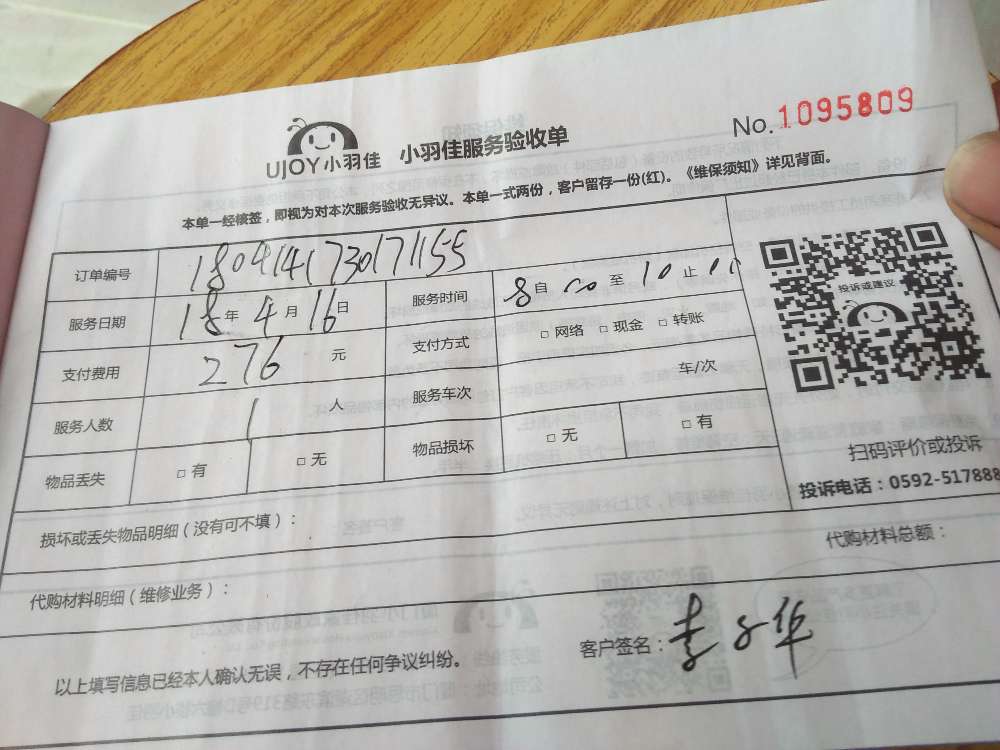 UJOY小羽佳 小羽佳服务验收单
No. 1095809
本单一经核签，即视为对本次服务验收无异议。本单一式两份，客户留存一份(红)。《维保须知》详见背面。
订单编号 1804141730171155
服务日期 18年4月16日 服务时间 8自00至10止
支付费用 276元 支付方式 □ 网络 □ 现金 □ 转账
服务人数 1人 服务车次 车/次
物品丢失 □ 有 □ 无 物品损坏 □ 无 □ 有
投诉或建议
扫码评价或投诉
投诉电话：0592-517888
损坏或丢失物品明细（没有可不填）：
代购材料明细（维修业务）： 代购材料总额：
以上填写信息已经本人确认无误，不存在任何争议纠纷。 客户签名：